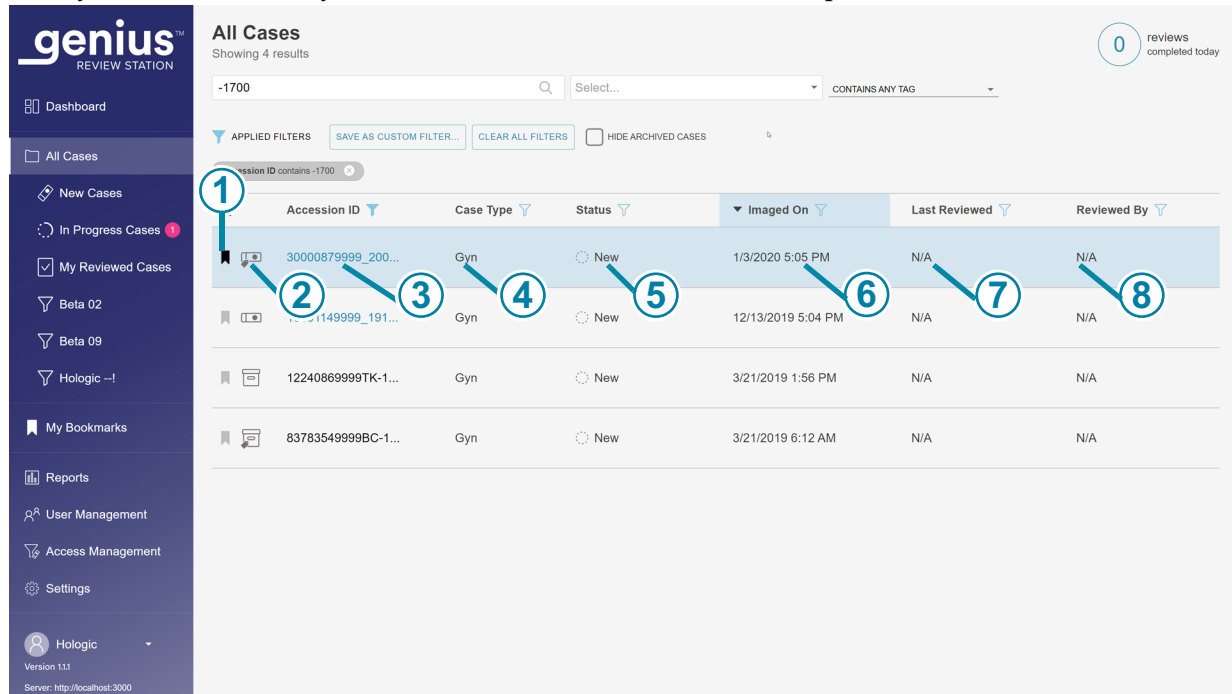 genius™
REVIEW STATION
Dashboard
All Cases
New Cases
In Progress Cases 1
My Reviewed Cases
Beta 02
Beta 09
Hologic --!
My Bookmarks
Reports
User Management
Access Management
Settings
Hologic
Version 1.1.1
Server: http://localhost:3000
All Cases
Showing 4 results
0 reviews completed today
-1700
Select...
CONTAINS ANY TAG
APPLIED FILTERS SAVE AS CUSTOM FILTER... CLEAR ALL FILTERS HIDE ARCHIVED CASES
ID contains -1700
1
Accession ID Case Type Status Imaged On Last Reviewed Reviewed By
30000879999_200... Gyn New 1/3/2020 5:05 PM N/A N/A
2 3 4 5 6 7 8
Gyn New 12/13/2019 5:04 PM N/A N/A
12240869999TK-1... Gyn New 3/21/2019 1:56 PM N/A N/A
83783549999BC-1... Gyn New 3/21/2019 6:12 AM N/A N/A